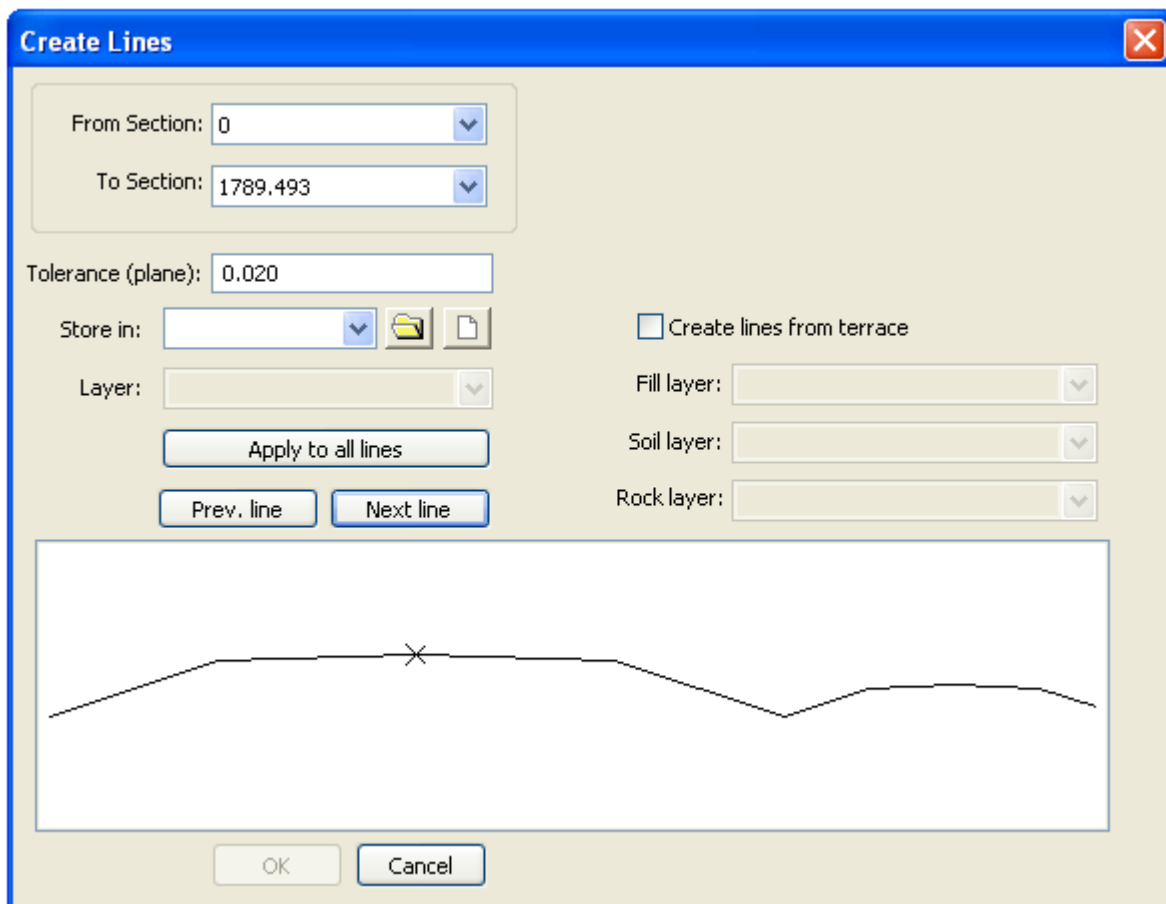 Create Lines
From Section: 0
To Section: 1789.493
Tolerance (plane): 0.020
Store in:
Create lines from terrace
Layer:
Fill layer:
Apply to all lines
Soil layer:
Prev. line
Next line
Rock layer:
OK
Cancel